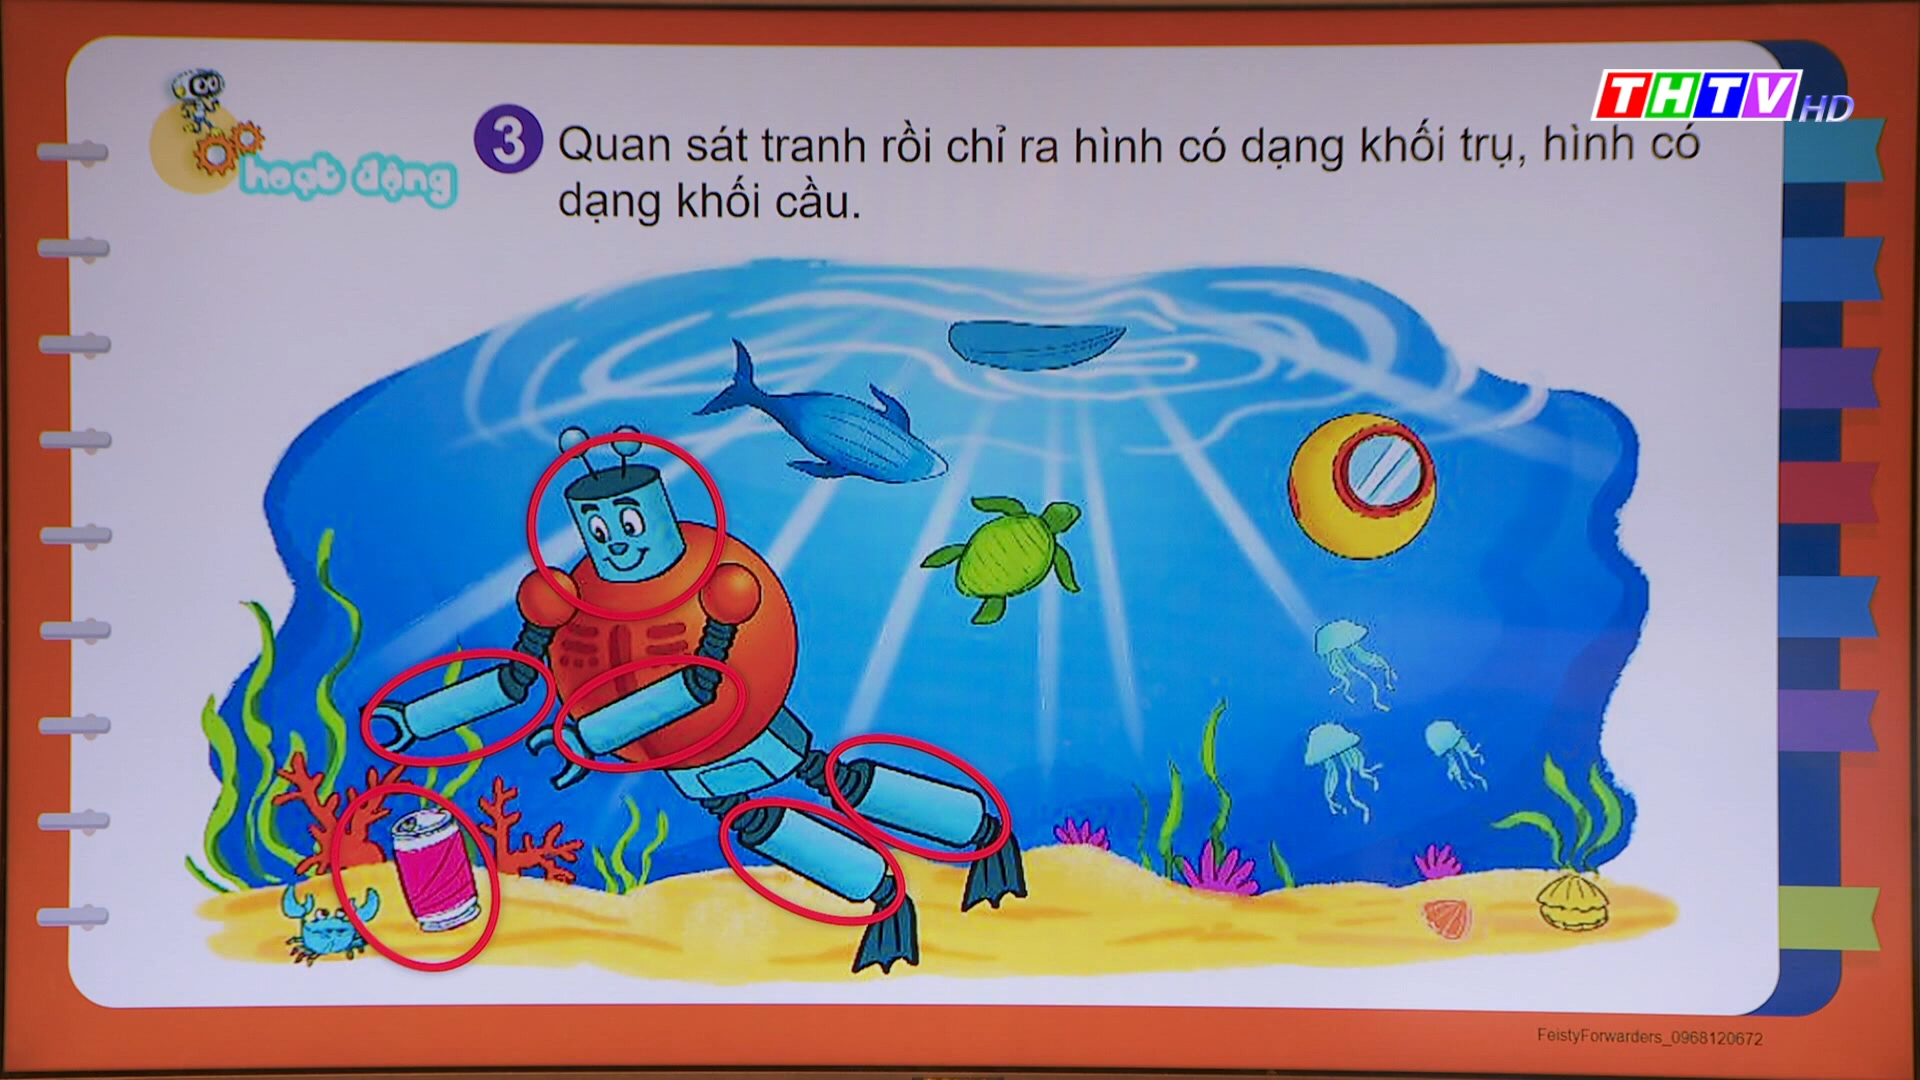 THTV HD
hoạt động
3 Quan sát tranh rồi chỉ ra hình có dạng khối trụ, hình có
dạng khối cầu.
FeistyForwarders_0968120672